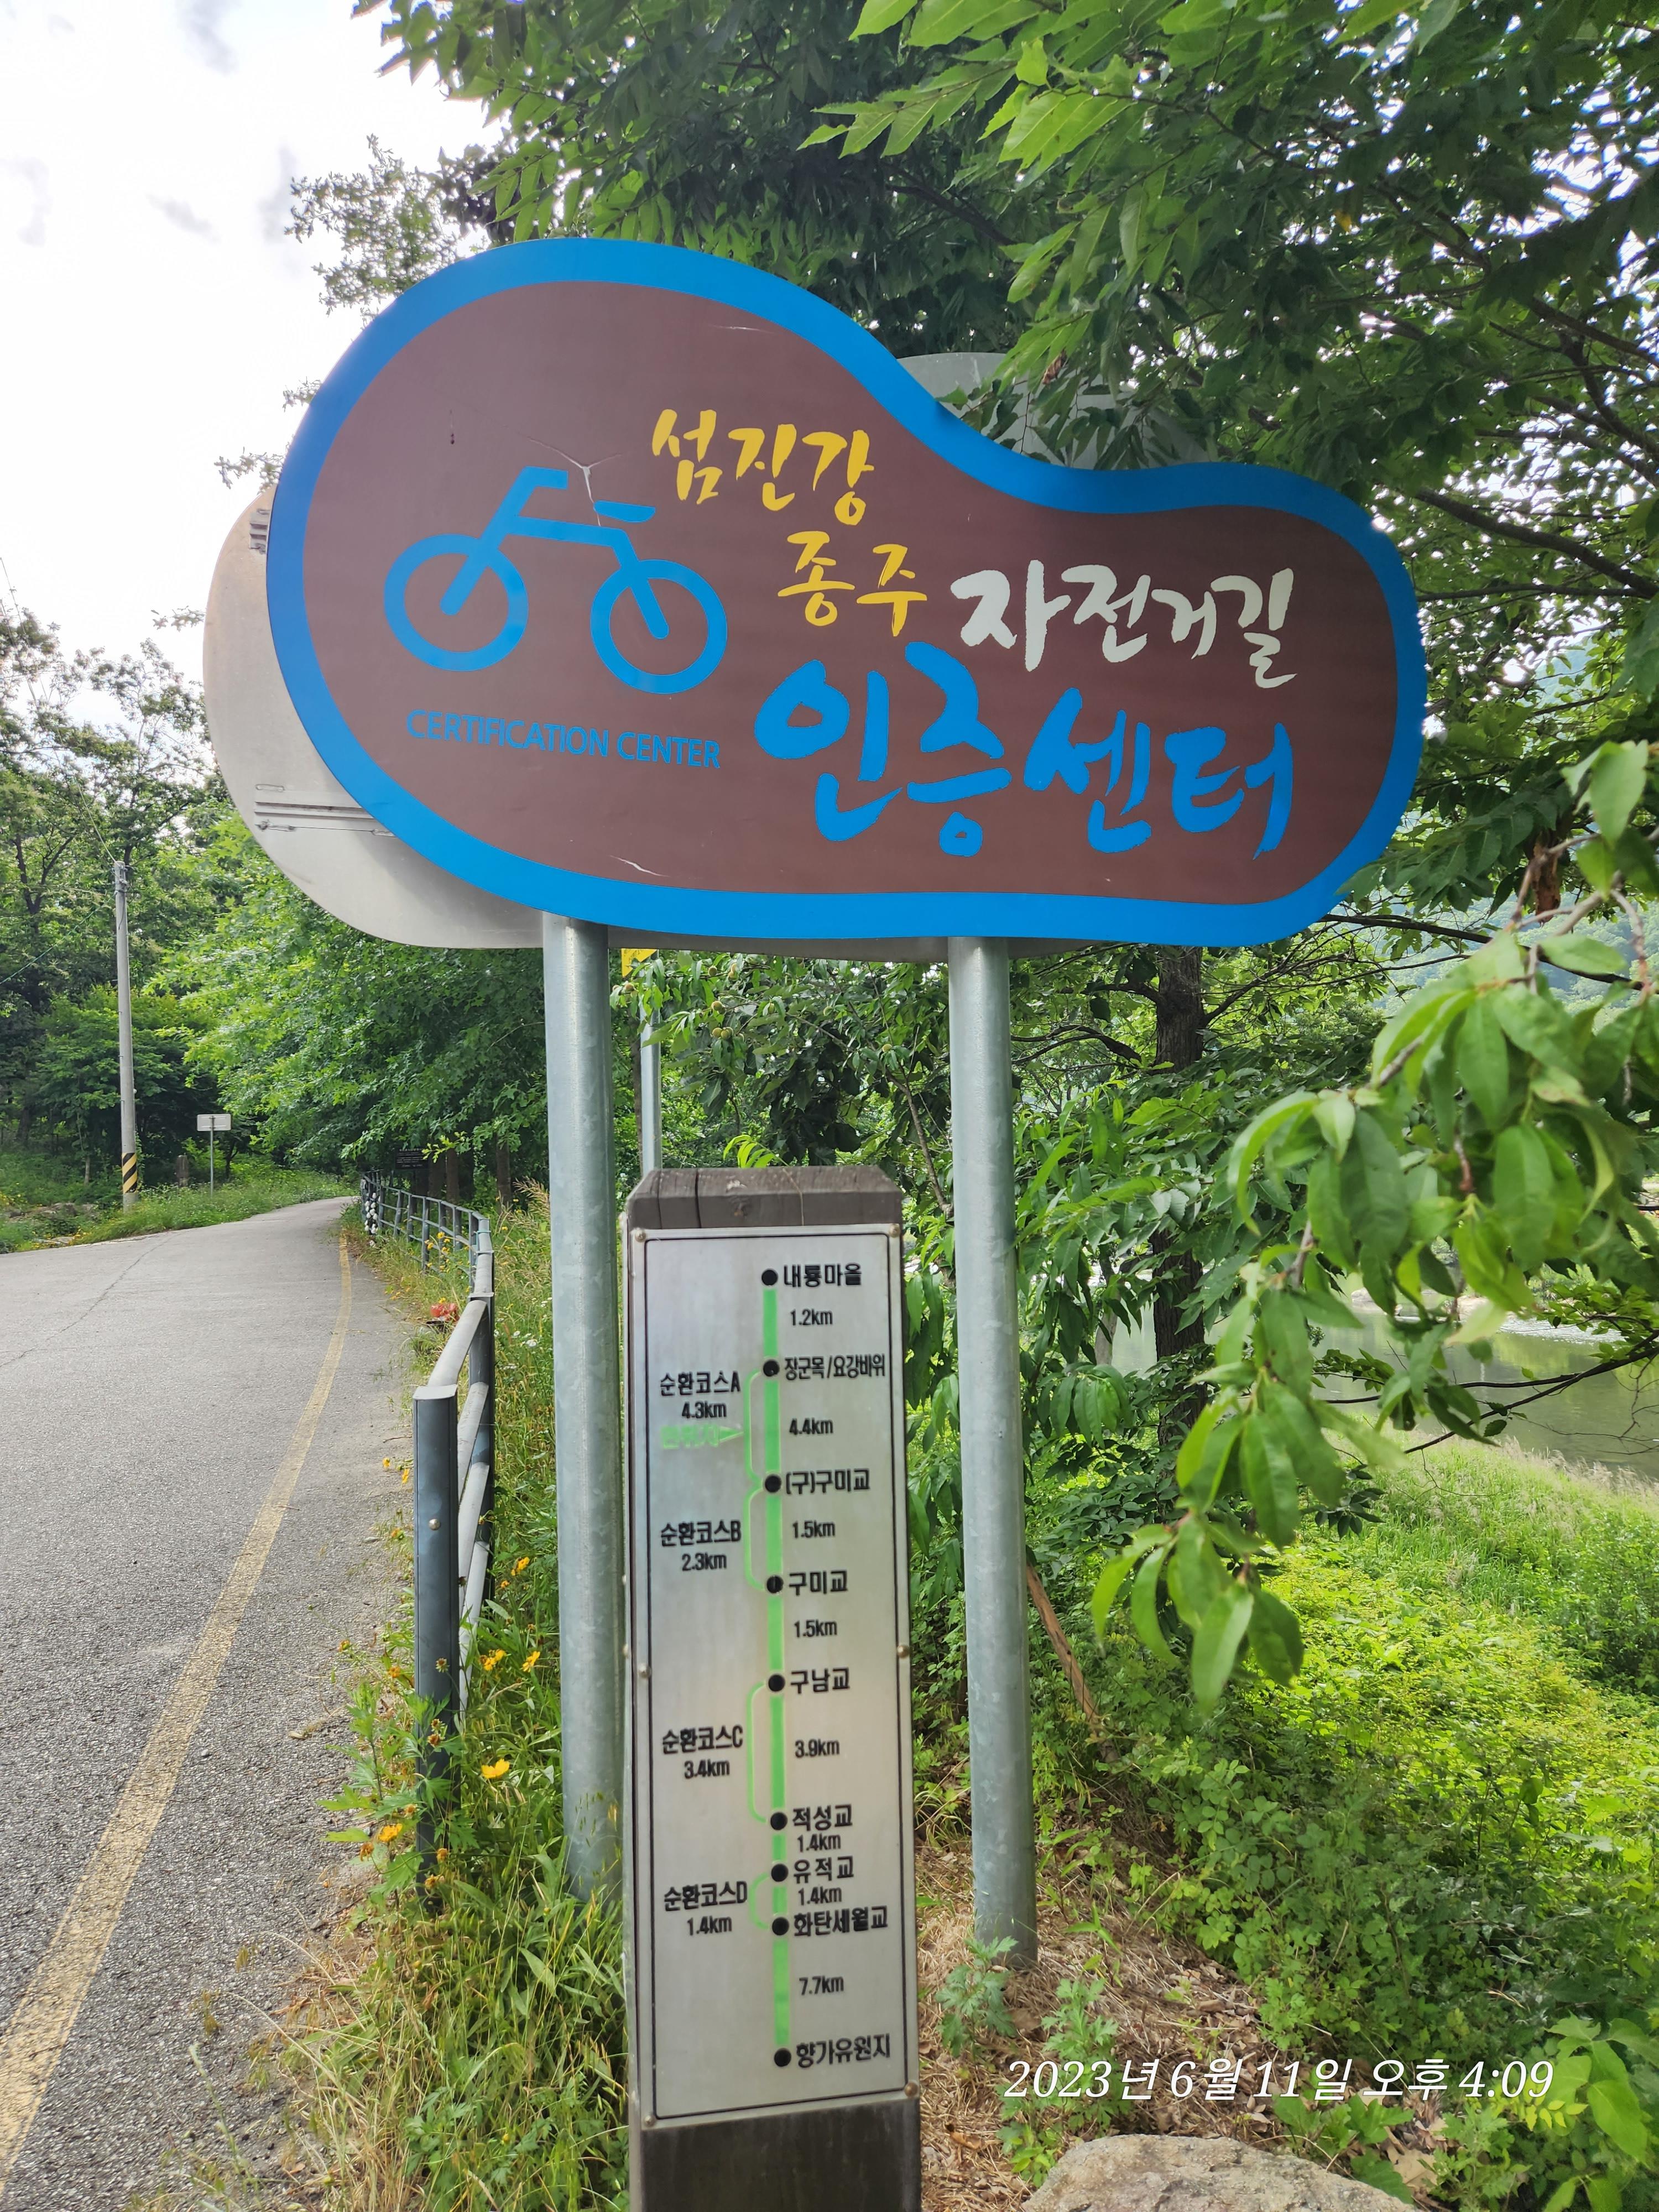 섬진강
종주 자전거길
인증센터
CERTIFICATION CENTER
내룡마을
1.2km
장군목/요강바위
순환코스A
4.3km
4.4km
(구)구미교
순환코스B
2.3km
1.5km
구미교
1.5km
구남교
순환코스C
3.4km
3.9km
적성교
1.4km
유적교
순환코스D
1.4km
1.4km
화탄세월교
7.7km
향가유원지
2023년 6월 11일 오후 4:09